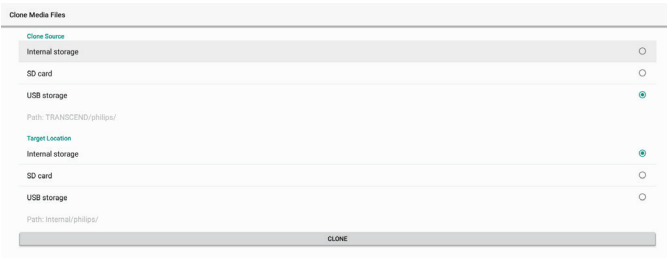 Clone Media Files
Clone Source
Internal storage
SD card
USB storage
Path: TRANSCEND/philips/
Target Location
Internal storage
SD card
USB storage
Path: Internal/philips/
CLONE